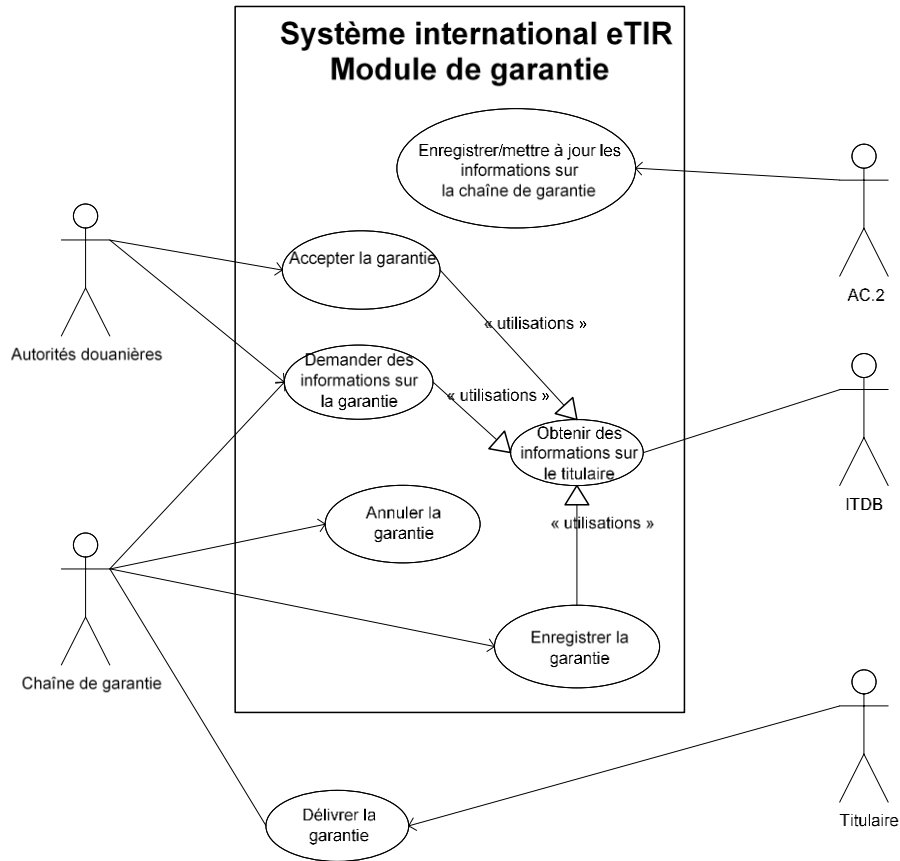 Système international eTIR
Module de garantie
Enregistrer/mettre à jour les
informations sur
la chaîne de garantie
AC.2
Autorités douanières
Accepter la garantie
« utilisations »
Demander des
informations sur
la garantie
« utilisations »
Obtenir des
informations sur
le titulaire
ITDB
Annuler la
garantie
« utilisations »
Chaîne de garantie
Enregistrer la
garantie
Délivrer la
garantie
Titulaire